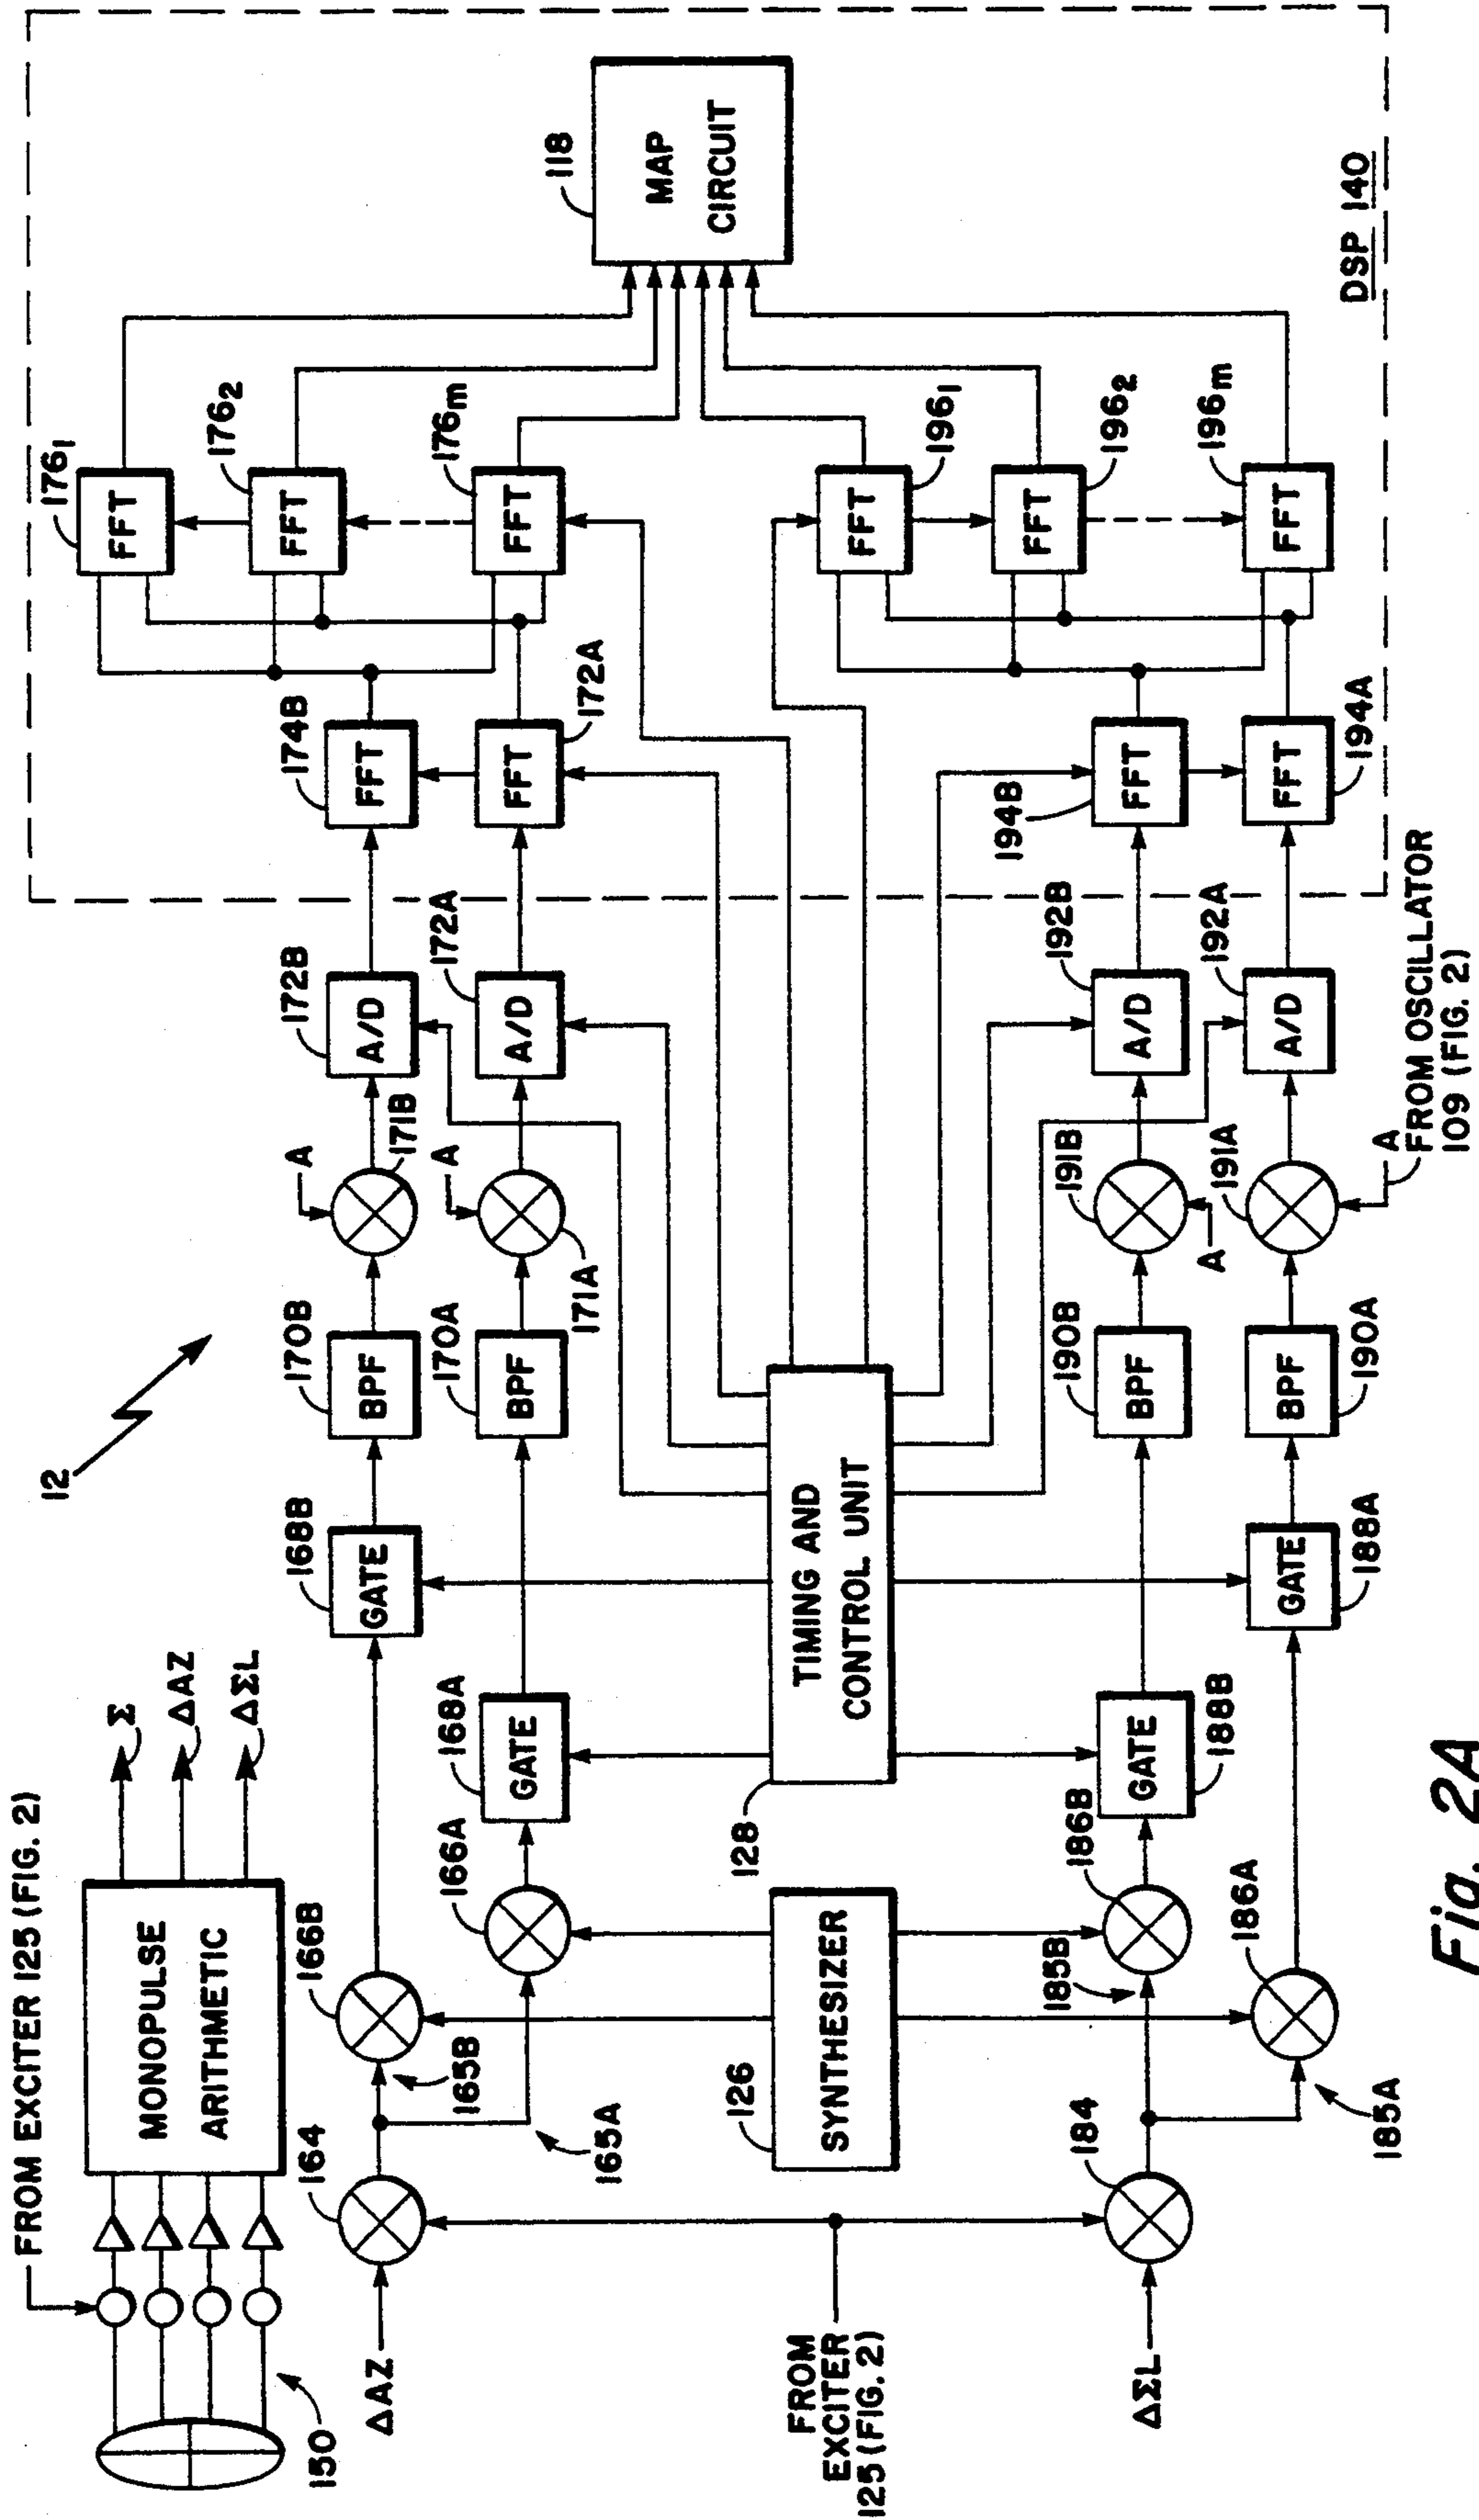 FROM EXCITER 125 (FIG. 2)
MONOPULSE
ARITHMETIC
Σ
ΔAZ
ΔΣL
150
12
ΔAZ
164
165B
165A
166B
166A
168B
GATE
168A
GATE
170B
BPF
170A
BPF
A
171B
A
171A
172B
A/D
172A
A/D
174B
FFT
172A
FFT
176₁
FFT
176₂
FFT
176m
FFT
118
MAP
CIRCUIT
FROM
EXCITER
125 (FIG. 2)
126
SYNTHESIZER
128
TIMING AND
CONTROL UNIT
ΔΣL
184
185B
185A
186B
186A
GATE
188B
GATE
188A
190B
BPF
BPF
190A
191B
A
191A
A
FROM OSCILLATOR
109 (FIG. 2)
192B
A/D
192A
A/D
194B
FFT
FFT
194A
FFT
196₁
FFT
196₂
FFT
196m
DSP 140
Fig. 2A